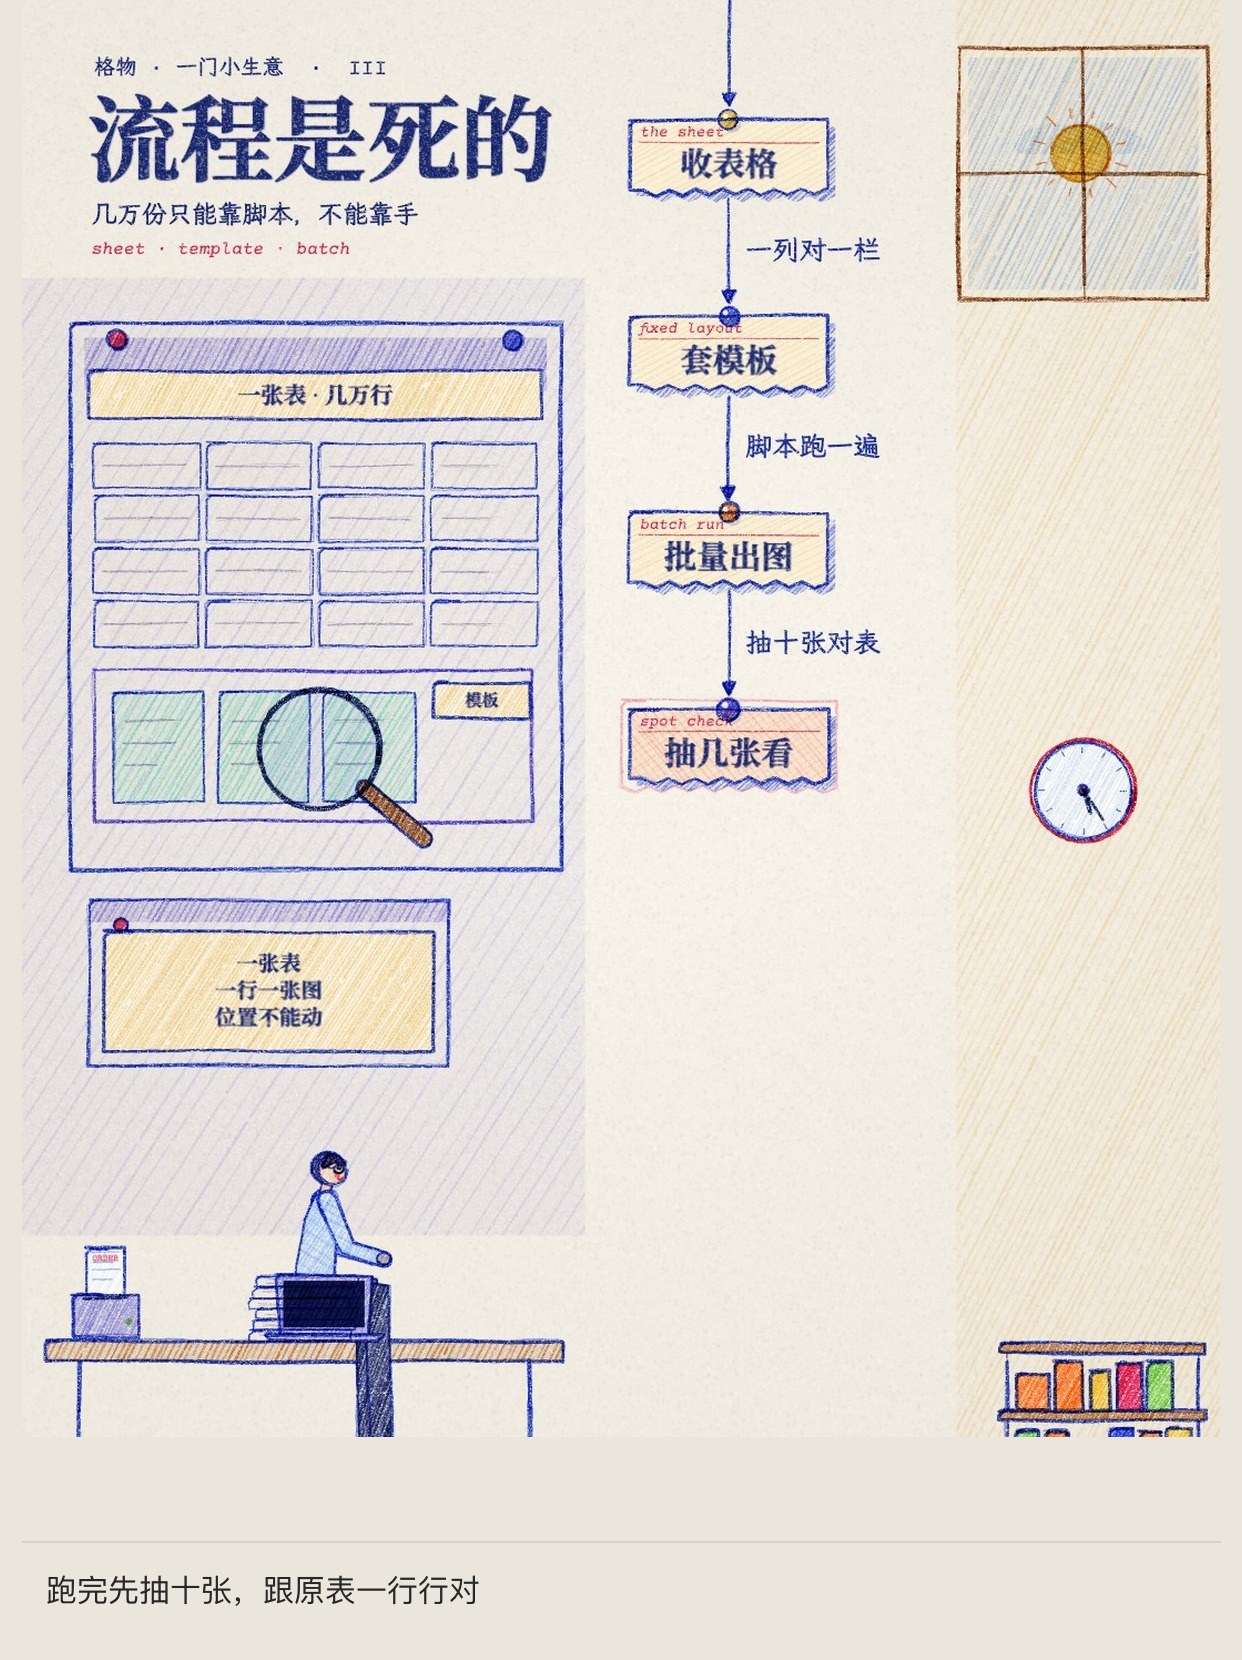 格物 · 一门小生意 · III
流程是死的
几万份只能靠脚本，不能靠手
sheet · template · batch
一张表 · 几万行
模板
一张表
一行一张图
位置不能动
ORDER
the sheet
收表格
一列对一栏
fixed layout
套模板
脚本跑一遍
batch run
批量出图
抽十张对表
spot check
抽几张看
跑完先抽十张，跟原表一行行对